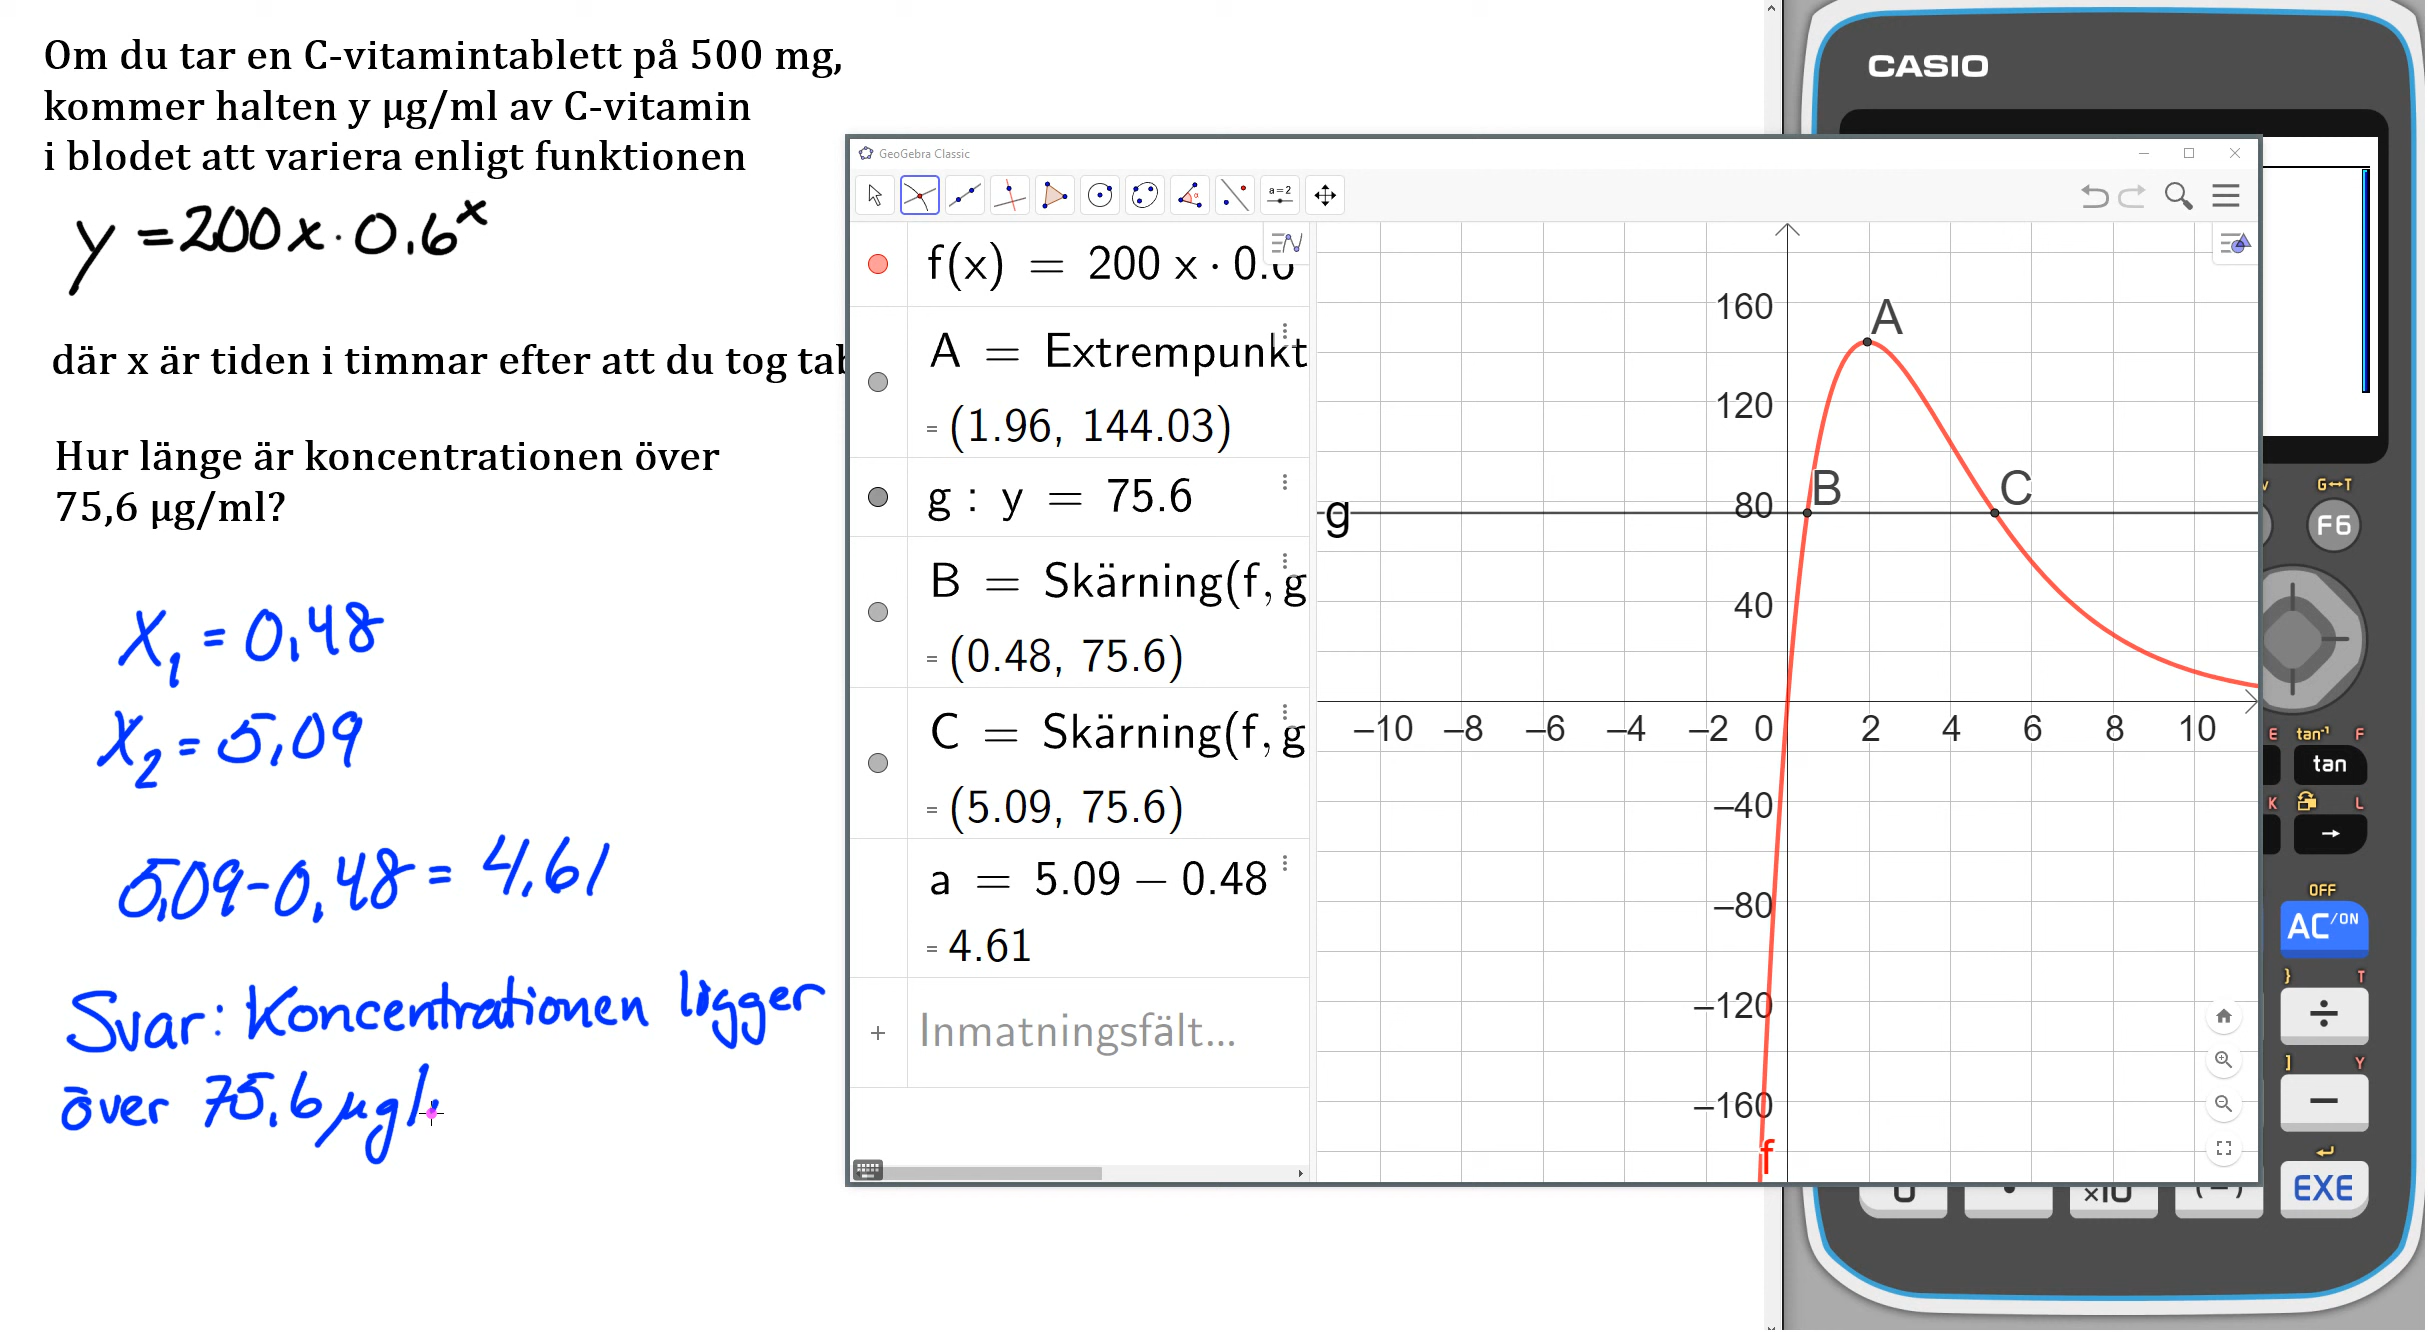 Om du tar en C-vitamintablett på 500 mg,
kommer halten y µg/ml av C-vitamin
i blodet att variera enligt funktionen
y = 200x · 0.6^x
där x är tiden i timmar efter att du tog
Hur länge är koncentrationen över
75,6 µg/ml?
x₁ = 0,48
x₂ = 5,09
5,09 - 0,48 = 4,61
Svar: Koncentrationen ligger
över 75,6 µg/
GeoGebra Classic
a=2
f(x) = 200 x · 0.6
A = Extrempunkt
= (1.96, 144.03)
g : y = 75.6
B = Skärning(f, g
= (0.48, 75.6)
C = Skärning(f, g
= (5.09, 75.6)
a = 5.09 − 0.48
= 4.61
+ Inmatningsfält...
160
120
80
40
−10 −8 −6 −4 −2 0 2 4 6 8 10
−40
−80
−120
−160
A
B
C
g
f
CASIO
G↔T
F6
E tan⁻¹ F
tan
K L
→
OFF
AC/ON
} T
÷
] Y
−
EXE
0 · ×10 (−)